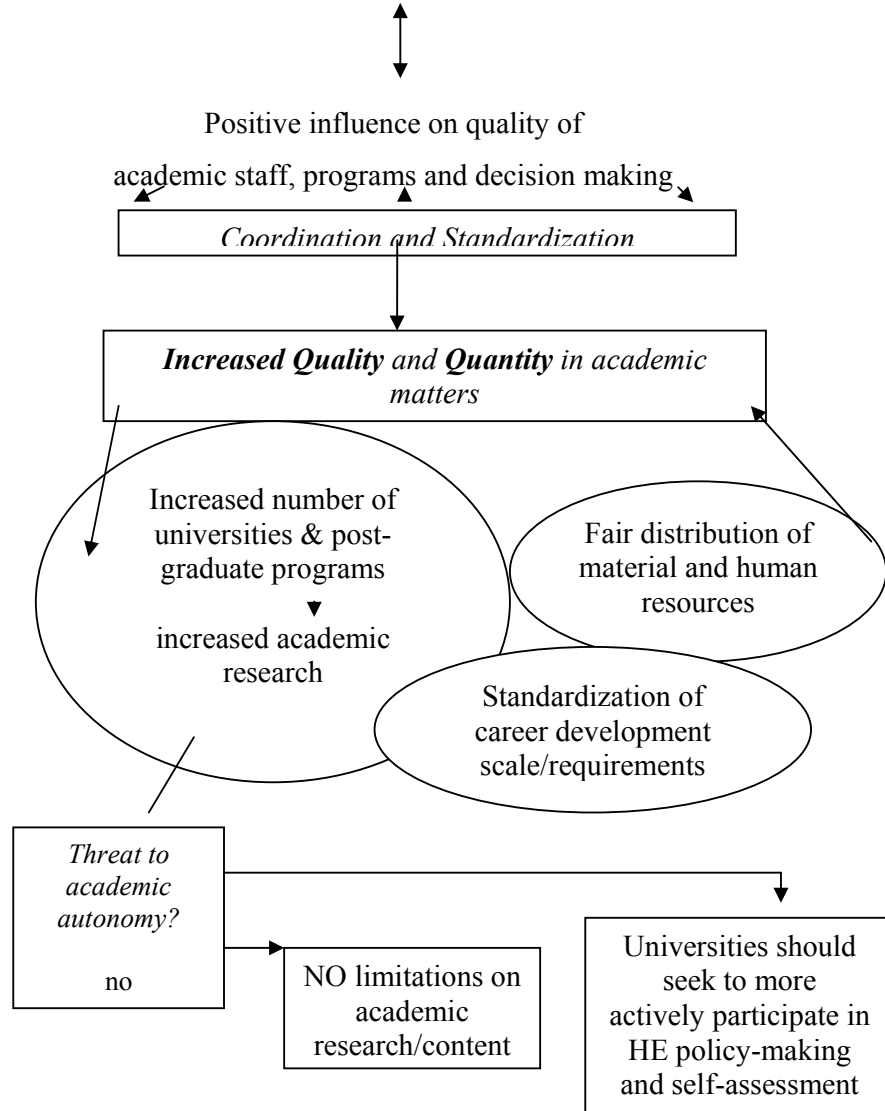 Positive influence on quality of
academic staff, programs and decision making
Coordination and Standardization
Increased Quality and Quantity in academic
matters
Increased number of
universities & post-
graduate programs
increased academic
research
Fair distribution of
material and human
resources
Standardization of
career development
scale/requirements
Threat to
academic
autonomy?
no
NO limitations on
academic
research/content
Universities should
seek to more
actively participate in
HE policy-making
and self-assessment